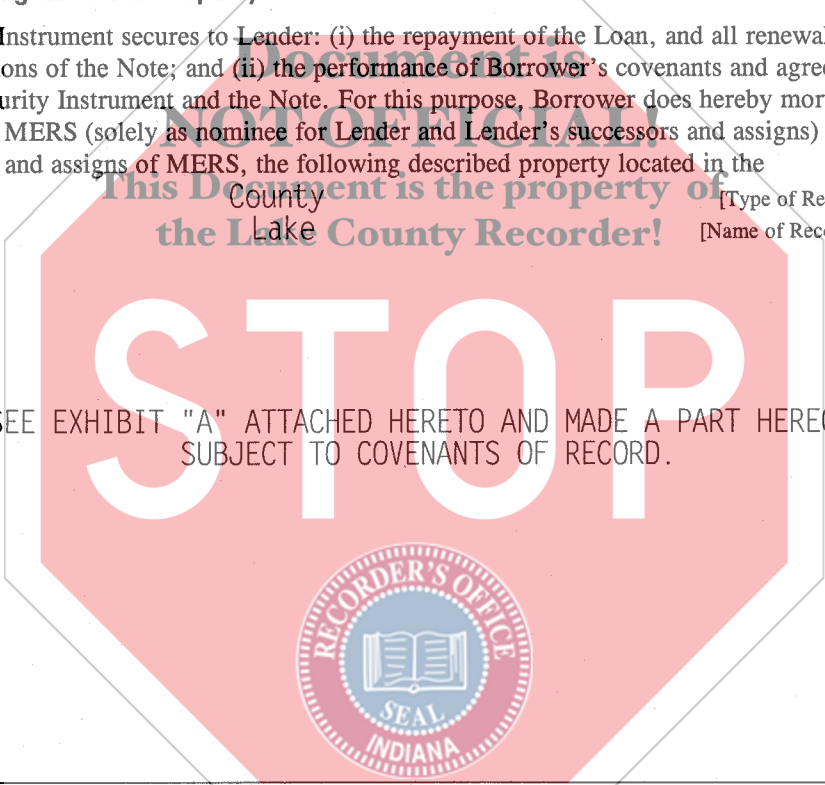 Instrument secures to Lender: (i) the repayment of the Loan, and all renewal
ons of the Note; and (ii) the performance of Borrower's covenants and agre
urity Instrument and the Note. For this purpose, Borrower does hereby mor
MERS (solely as nominee for Lender and Lender's successors and assigns)
and assigns of MERS, the following described property located in the
County [Type of Re
Lake [Name of Reco
Document is
NOT OFFICIAL!
This Document is the property of
the Lake County Recorder!
STOP
SEE EXHIBIT "A" ATTACHED HERETO AND MADE A PART HEREO
SUBJECT TO COVENANTS OF RECORD.
RECORDER'S OFFICE
SEAL
INDIANA